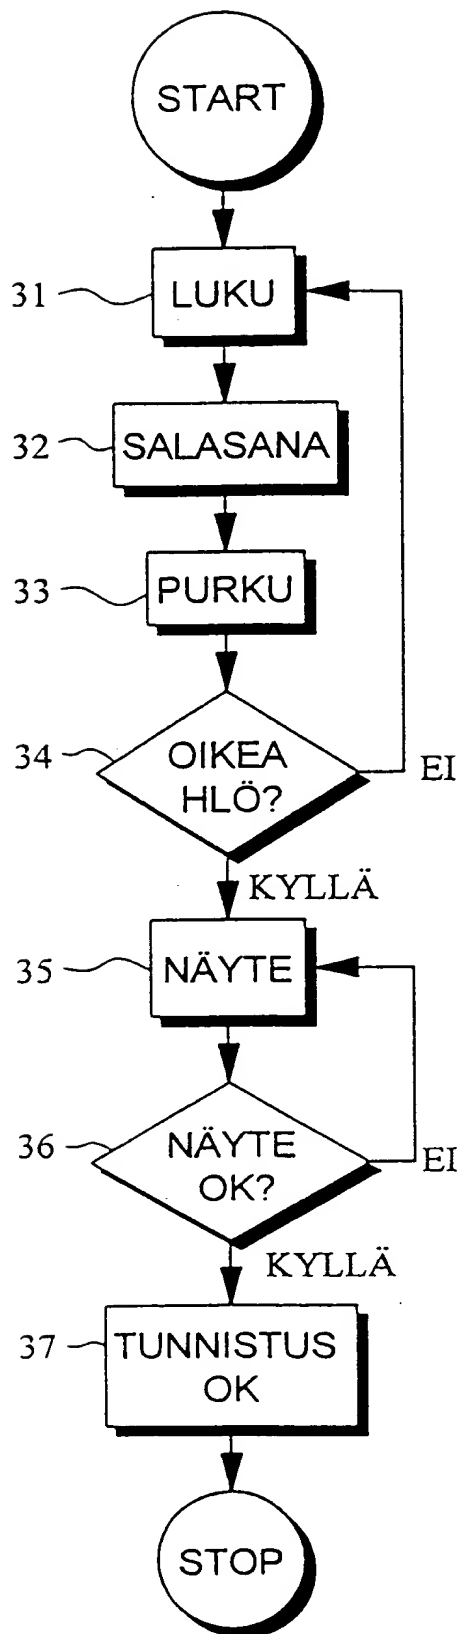 START
31
LUKU
32
SALASANA
33
PURKU
34
OIKEA
HLÖ?
EI
KYLLÄ
35
NÄYTE
36
NÄYTE
OK?
EI
KYLLÄ
37
TUNNISTUS
OK
STOP